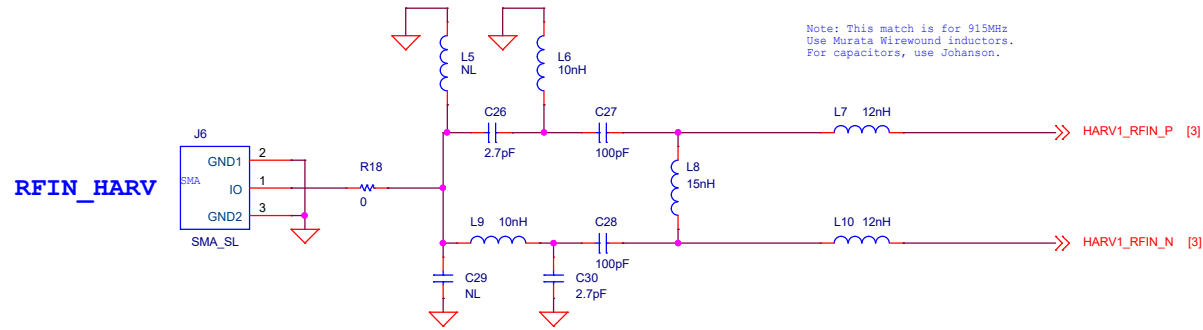 Note: This match is for 915MHz
Use Murata Wirewound inductors.
For capacitors, use Johanson.
L5
NL
L6
10nH
C26
2.7pF
C27
100pF
L7 12nH
HARV1_RFIN_P [3]
J6
GND1 2
SMA
IO 1
GND2 3
SMA_SL
RFIN_HARV
R18
0
L8
15nH
L9 10nH
C28
100pF
L10 12nH
HARV1_RFIN_N [3]
C29
NL
C30
2.7pF